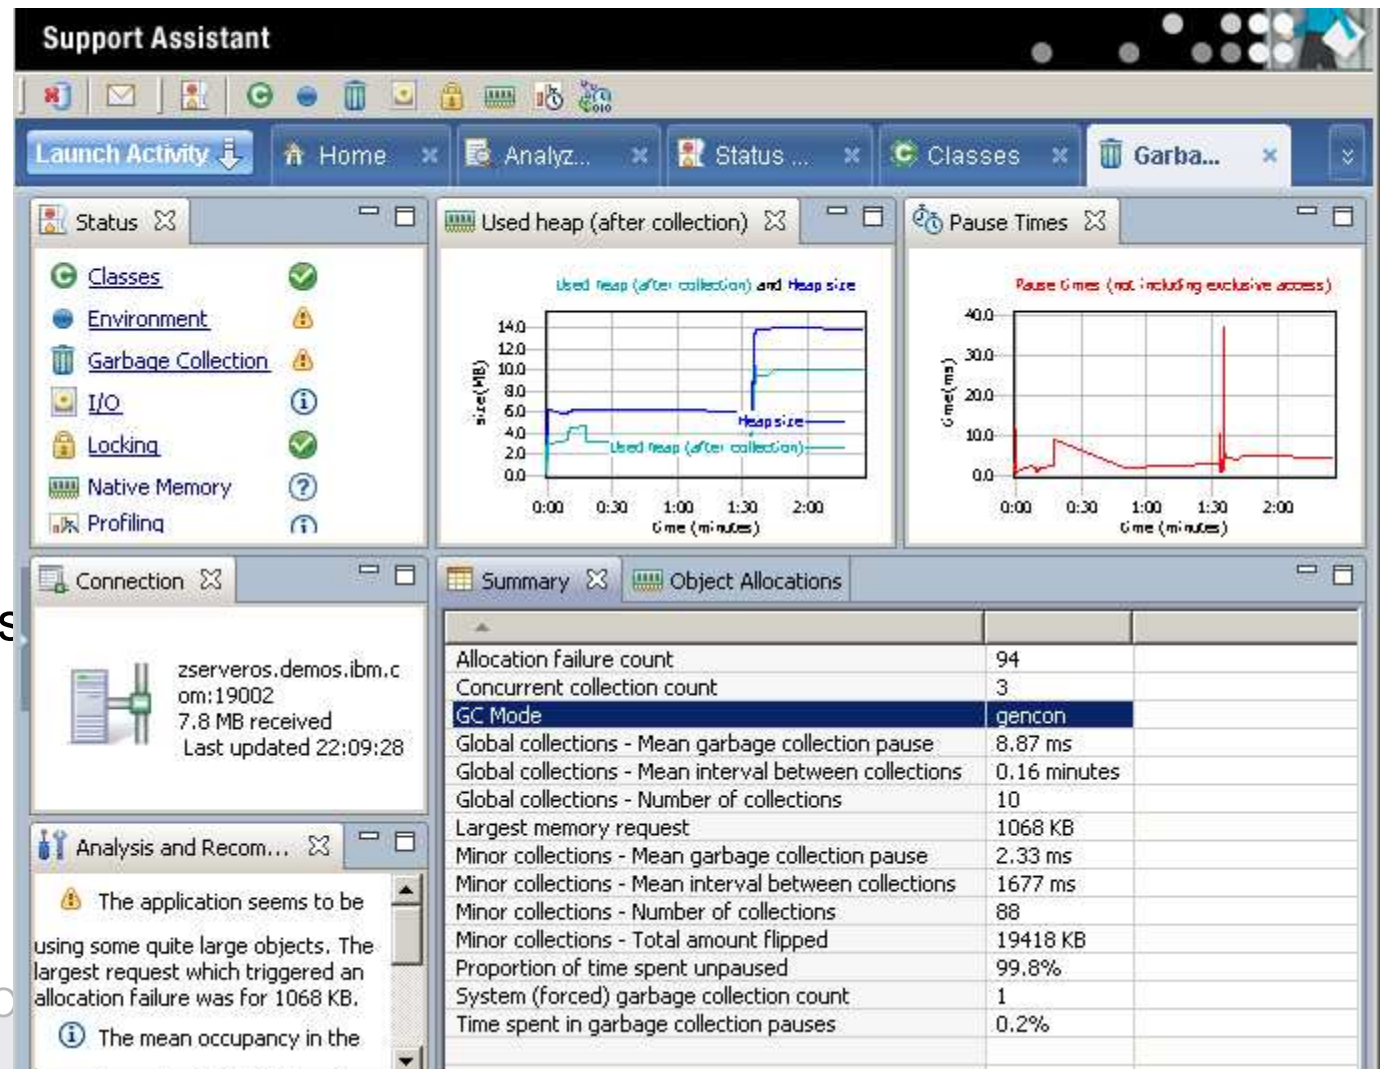 Support Assistant
Launch Activity
Home
Analyz...
Status ...
Classes
Garba...
Status
Classes
Environment
Garbage Collection
I/O
Locking
Native Memory
Profiling
Used heap (after collection)
Used heap (after collection) and Heap size
size (MB)
14.0
12.0
10.0
8.0
6.0
4.0
2.0
0.0
Heap size
Used heap (after collection)
0:00 0:30 1:00 1:30 2:00
time (minutes)
Pause Times
Pause times (not including exclusive access)
time (ms)
40.0
30.0
20.0
10.0
0.0
0:00 0:30 1:00 1:30 2:00
time (minutes)
Connection
zserveros.demos.ibm.c
om:19002
7.8 MB received
Last updated 22:09:28
Analysis and Recom...
The application seems to be
using some quite large objects. The
largest request which triggered an
allocation failure was for 1068 KB.
The mean occupancy in the
Summary
Object Allocations
Allocation failure count 94
Concurrent collection count 3
GC Mode gencon
Global collections - Mean garbage collection pause 8.87 ms
Global collections - Mean interval between collections 0.16 minutes
Global collections - Number of collections 10
Largest memory request 1068 KB
Minor collections - Mean garbage collection pause 2.33 ms
Minor collections - Mean interval between collections 1677 ms
Minor collections - Number of collections 88
Minor collections - Total amount flipped 19418 KB
Proportion of time spent unpaused 99.8%
System (forced) garbage collection count 1
Time spent in garbage collection pauses 0.2%